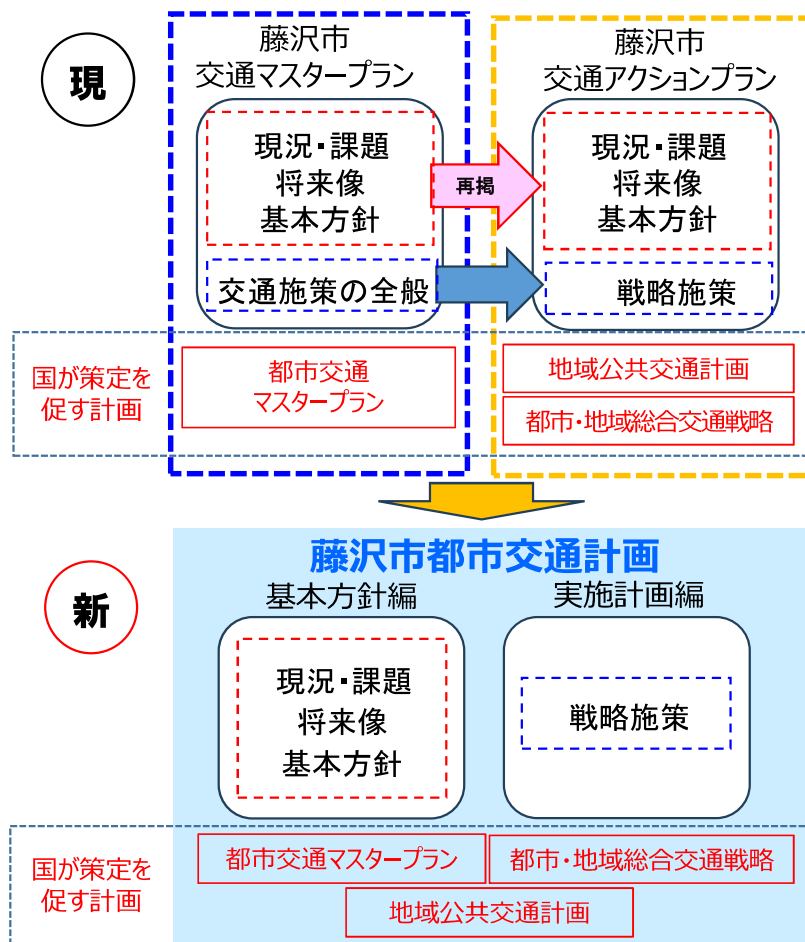 現
藤沢市
交通マスタープラン
現況・課題
将来像
基本方針
交通施策の全般
再掲
藤沢市
交通アクションプラン
現況・課題
将来像
基本方針
戦略施策
国が策定を
促す計画
都市交通
マスタープラン
地域公共交通計画
都市・地域総合交通戦略
新
藤沢市都市交通計画
基本方針編
現況・課題
将来像
基本方針
実施計画編
戦略施策
国が策定を
促す計画
都市交通マスタープラン
都市・地域総合交通戦略
地域公共交通計画